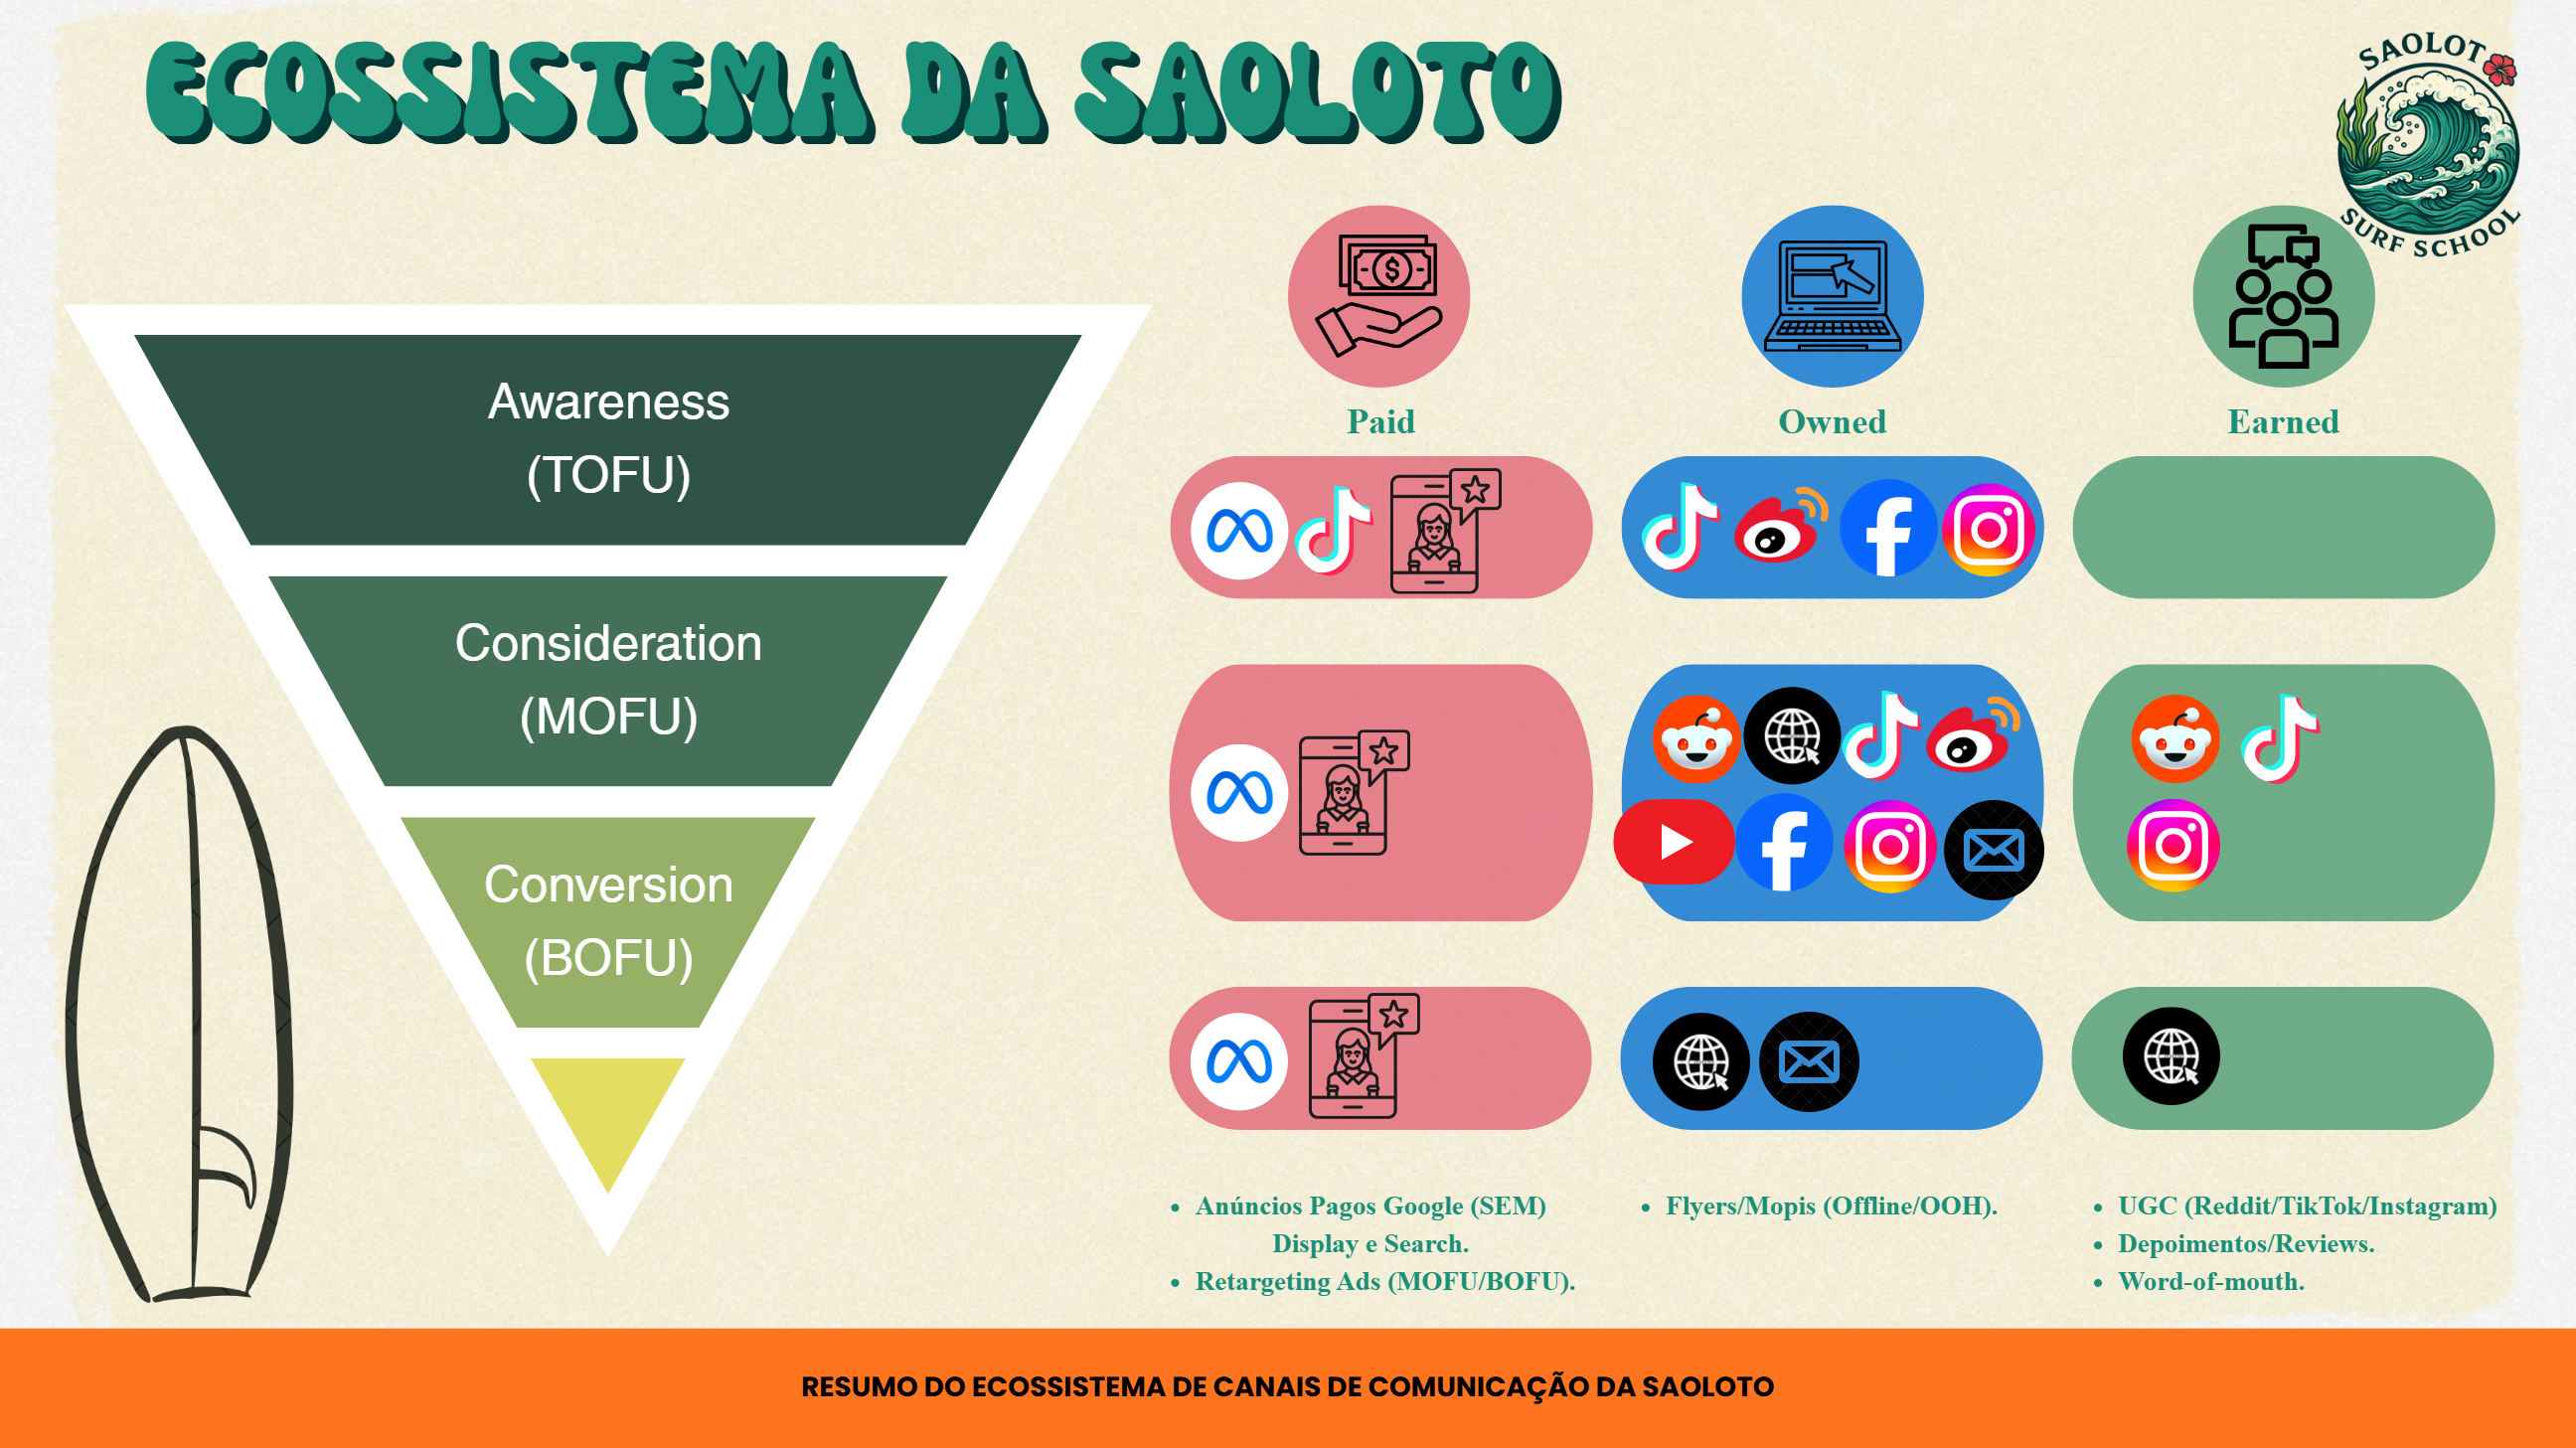 ECOSSISTEMA DA SAOLOTO
SAOLOT
SURF SCHOOL
Paid
Owned
Earned
Awareness
(TOFU)
Consideration
(MOFU)
Conversion
(BOFU)
• Anúncios Pagos Google (SEM)
Display e Search.
• Retargeting Ads (MOFU/BOFU).
• Flyers/Mopis (Offline/OOH).
• UGC (Reddit/TikTok/Instagram)
• Depoimentos/Reviews.
• Word-of-mouth.
RESUMO DO ECOSSISTEMA DE CANAIS DE COMUNICAÇÃO DA SAOLOTO